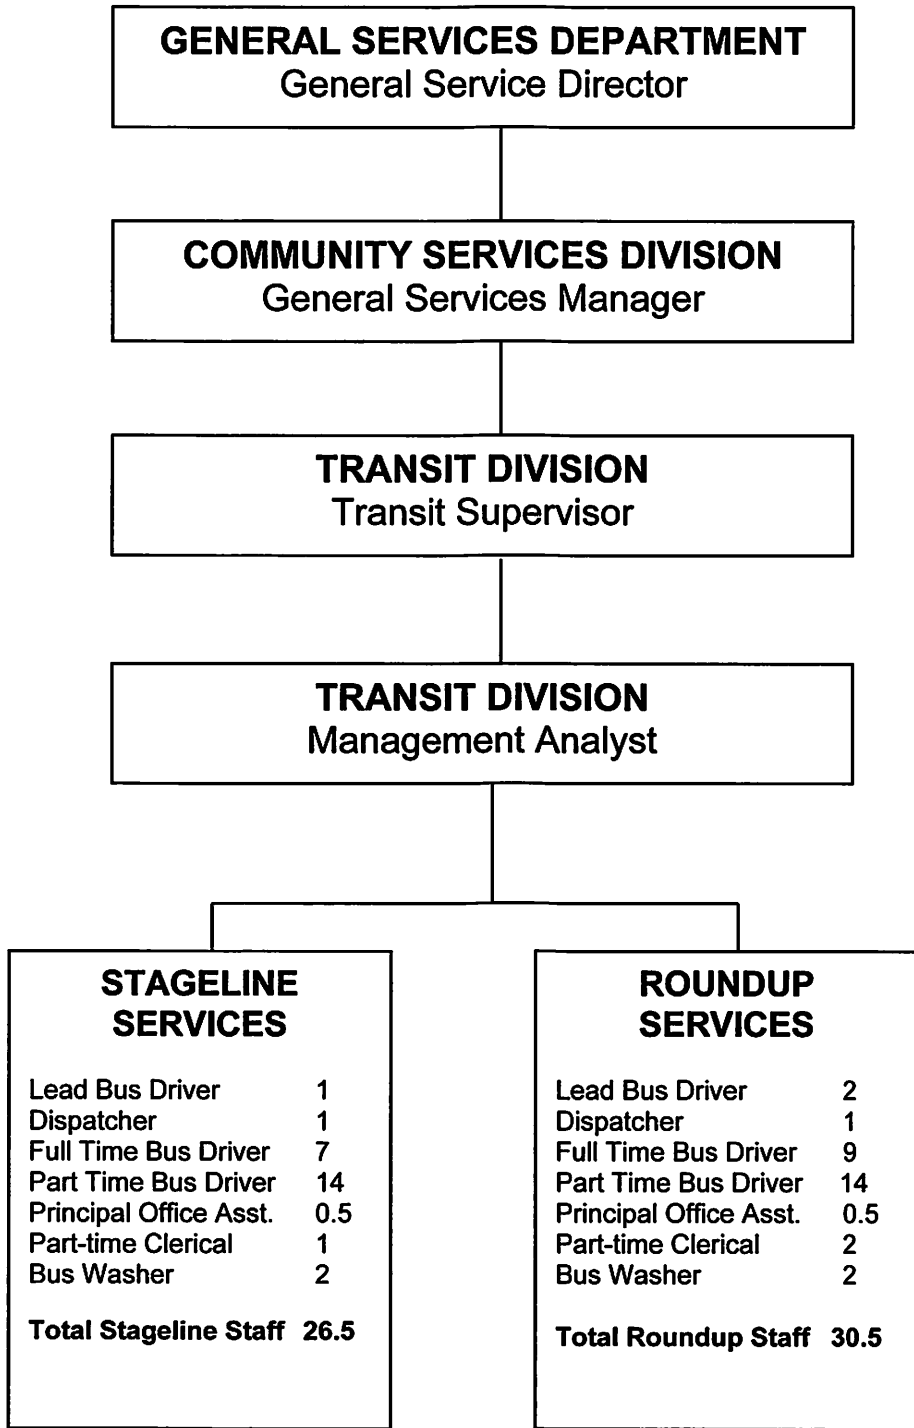 GENERAL SERVICES DEPARTMENT
General Service Director
COMMUNITY SERVICES DIVISION
General Services Manager
TRANSIT DIVISION
Transit Supervisor
TRANSIT DIVISION
Management Analyst
STAGELINE
SERVICES
Lead Bus Driver 1
Dispatcher 1
Full Time Bus Driver 7
Part Time Bus Driver 14
Principal Office Asst. 0.5
Part-time Clerical 1
Bus Washer 2
Total Stageline Staff 26.5
ROUNDUP
SERVICES
Lead Bus Driver 2
Dispatcher 1
Full Time Bus Driver 9
Part Time Bus Driver 14
Principal Office Asst. 0.5
Part-time Clerical 2
Bus Washer 2
Total Roundup Staff 30.5